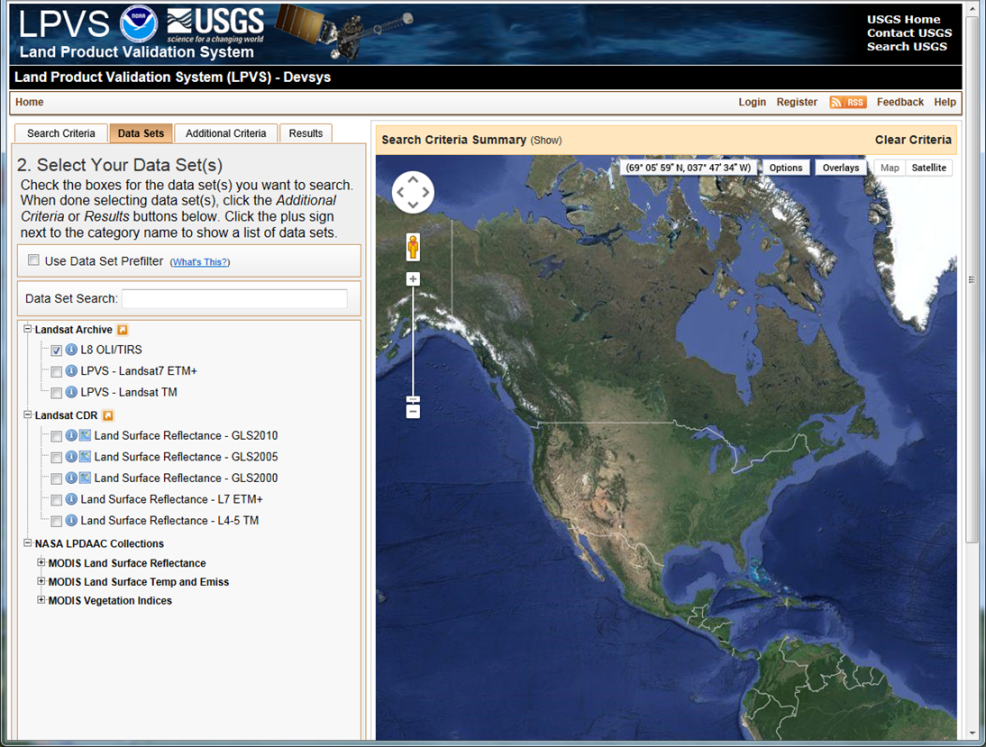 LPVS NOAA USGS
science for a changing world
Land Product Validation System
USGS Home
Contact USGS
Search USGS
Land Product Validation System (LPVS) - Devsys
Home Login Register RSS Feedback Help
Search Criteria Data Sets Additional Criteria Results
2. Select Your Data Set(s)
Check the boxes for the data set(s) you want to search.
When done selecting data set(s), click the Additional
Criteria or Results buttons below. Click the plus sign
next to the category name to show a list of data sets.
Use Data Set Prefilter (What's This?)
Data Set Search:
Landsat Archive
L8 OLI/TIRS
LPVS - Landsat7 ETM+
LPVS - Landsat TM
Landsat CDR
Land Surface Reflectance - GLS2010
Land Surface Reflectance - GLS2005
Land Surface Reflectance - GLS2000
Land Surface Reflectance - L7 ETM+
Land Surface Reflectance - L4-5 TM
NASA LPDAAC Collections
MODIS Land Surface Reflectance
MODIS Land Surface Temp and Emiss
MODIS Vegetation Indices
Search Criteria Summary (Show) Clear Criteria
(69° 05' 59" N, 037° 47' 34" W) Options Overlays Map Satellite